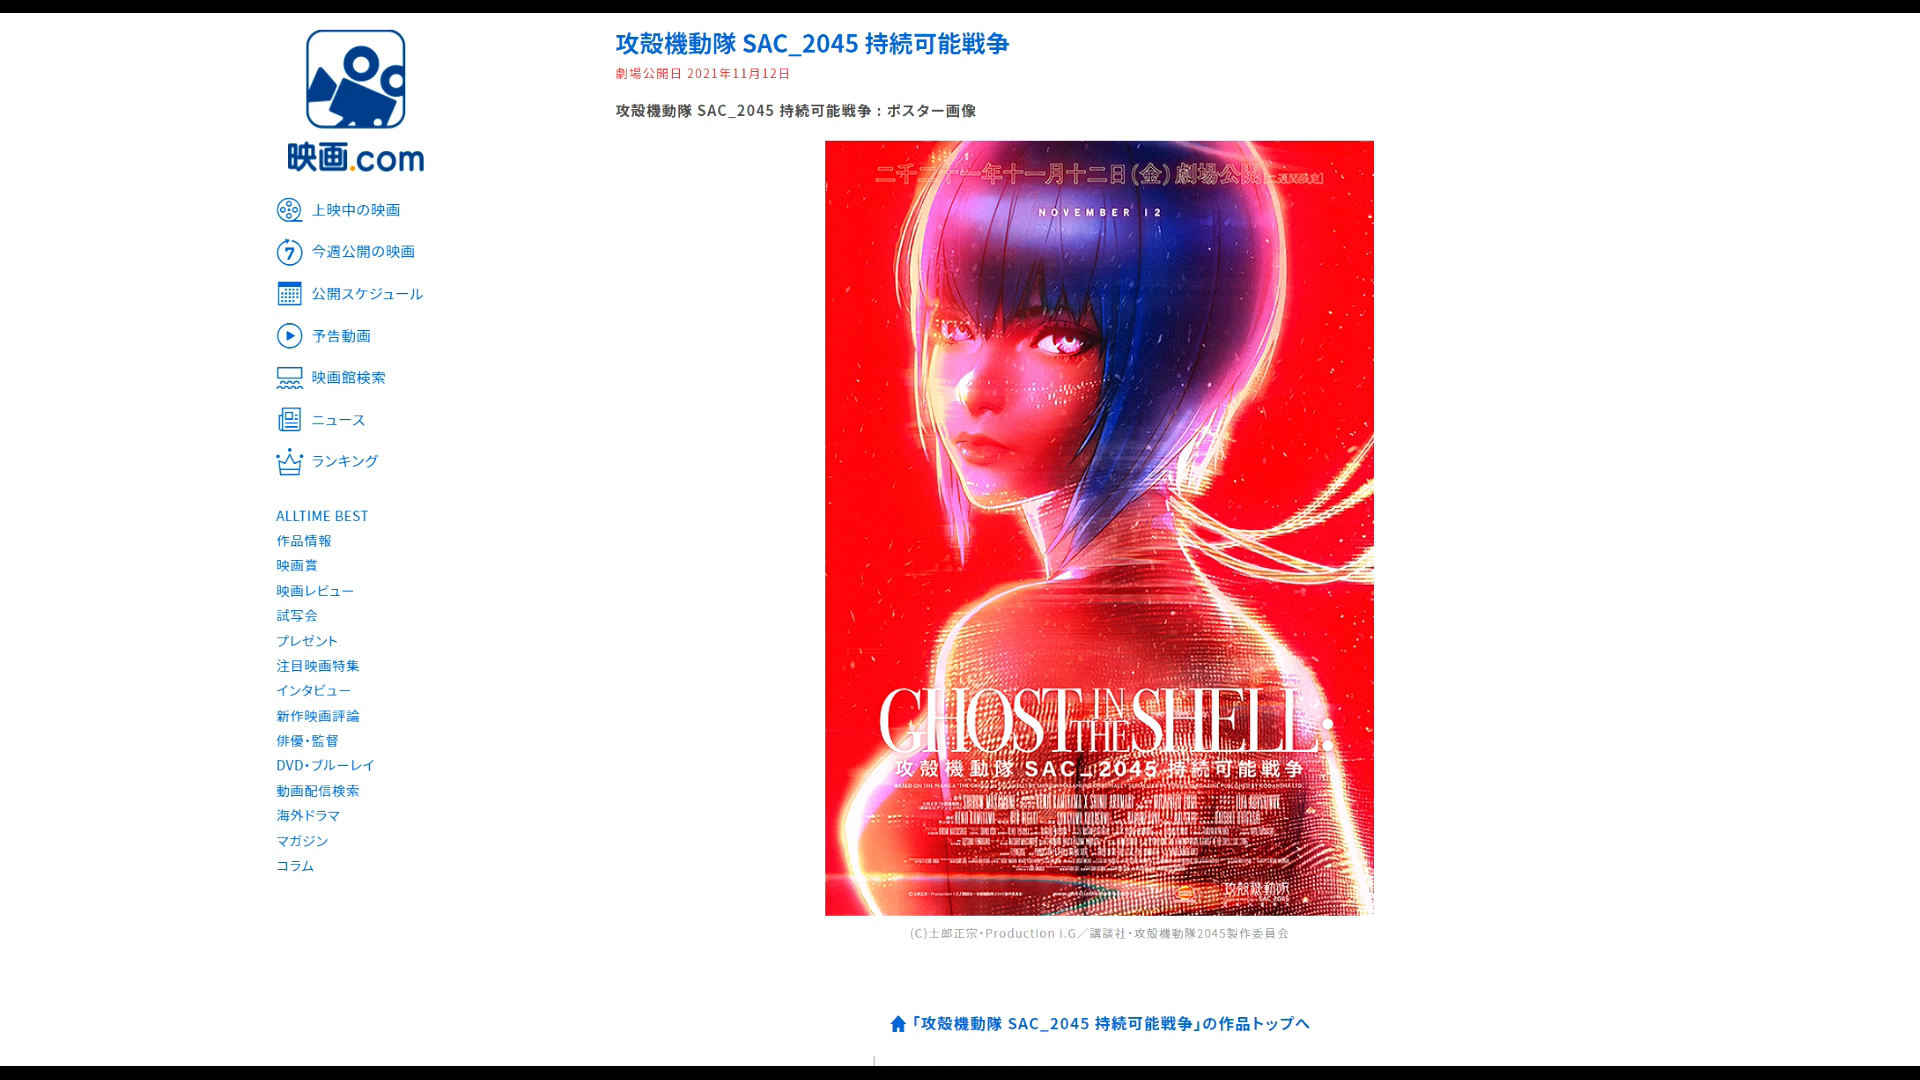 映画.com
上映中の映画
7
今週公開の映画
公開スケジュール
予告動画
映画館検索
ニュース
ランキング
ALLTIME BEST
作品情報
映画賞
映画レビュー
試写会
プレゼント
注目映画特集
インタビュー
新作映画評論
俳優・監督
DVD・ブルーレイ
動画配信検索
海外ドラマ
マガジン
コラム
攻殻機動隊 SAC_2045 持続可能戦争
劇場公開日 2021年11月12日
攻殻機動隊 SAC_2045 持続可能戦争 : ポスター画像
二千二十一年十一月十二日(金)劇場公開
NOVEMBER 12
GHOST IN THE SHELL:
攻殻機動隊 SAC_2045 持続可能戦争
攻殻機動隊
SAC_2045
(C)士郎正宗・Production I.G／講談社・攻殻機動隊2045製作委員会
「攻殻機動隊 SAC_2045 持続可能戦争」の作品トップへ